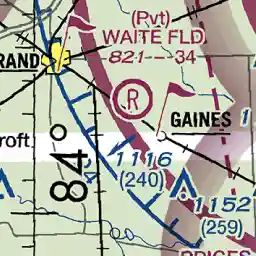 (Pvt)
WAITE FLD
821 - 34
RAND
R
GAINES
1
roft
84°
1116
(240)
1152
(259)
PRICES